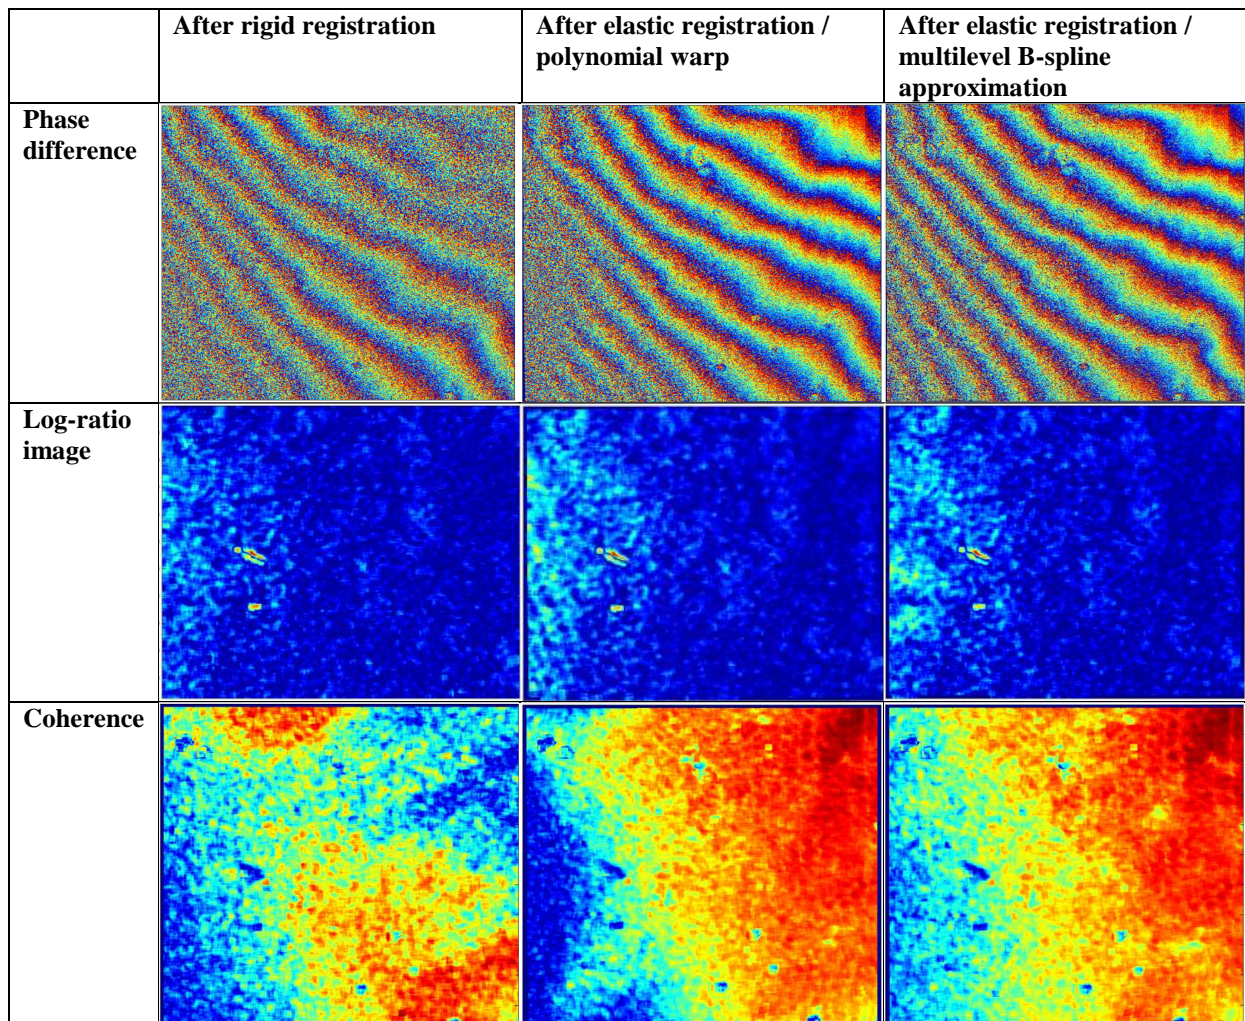 After rigid registration
After elastic registration /
polynomial warp
After elastic registration /
multilevel B-spline
approximation
Phase
difference
Log-ratio
image
Coherence